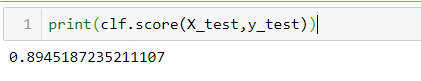 1 print(clf.score(X_test,y_test))
0.8945187235211107